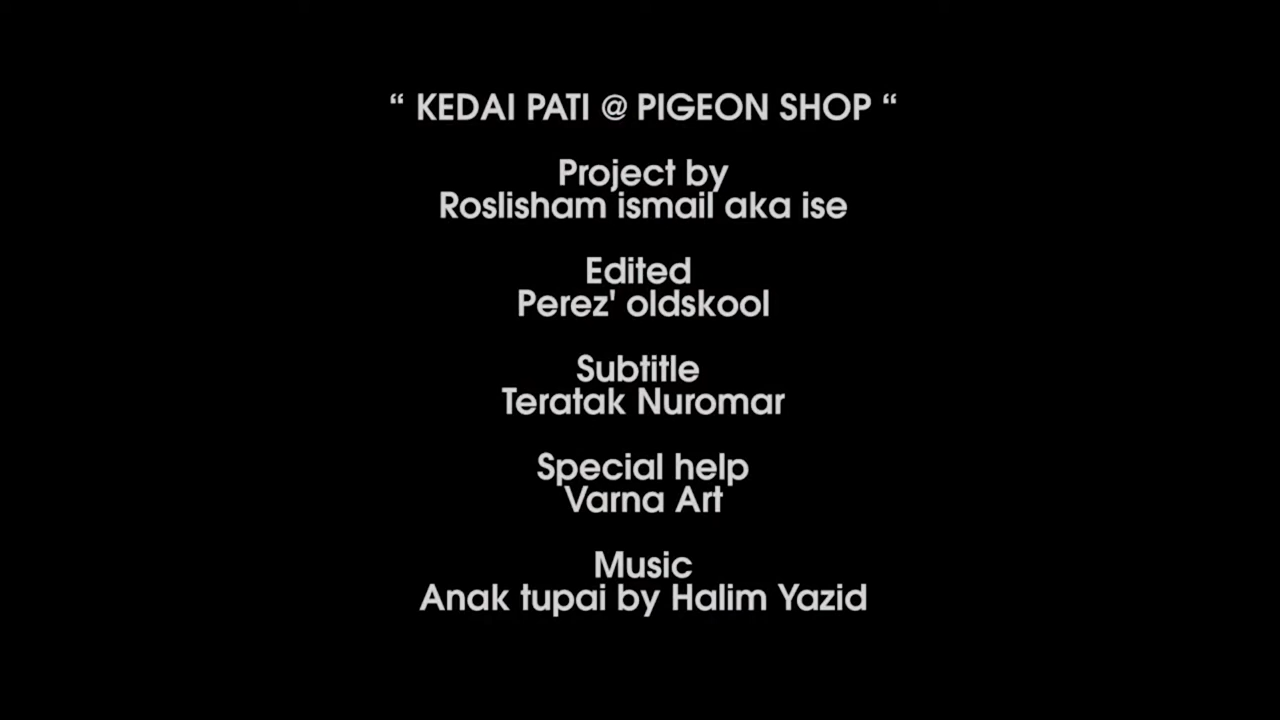 “ KEDAI PATI @ PIGEON SHOP “
Project by
Roslisham ismail aka ise
Edited
Perez' oldskool
Subtitle
Teratak Nuromar
Special help
Varna Art
Music
Anak tupai by Halim Yazid